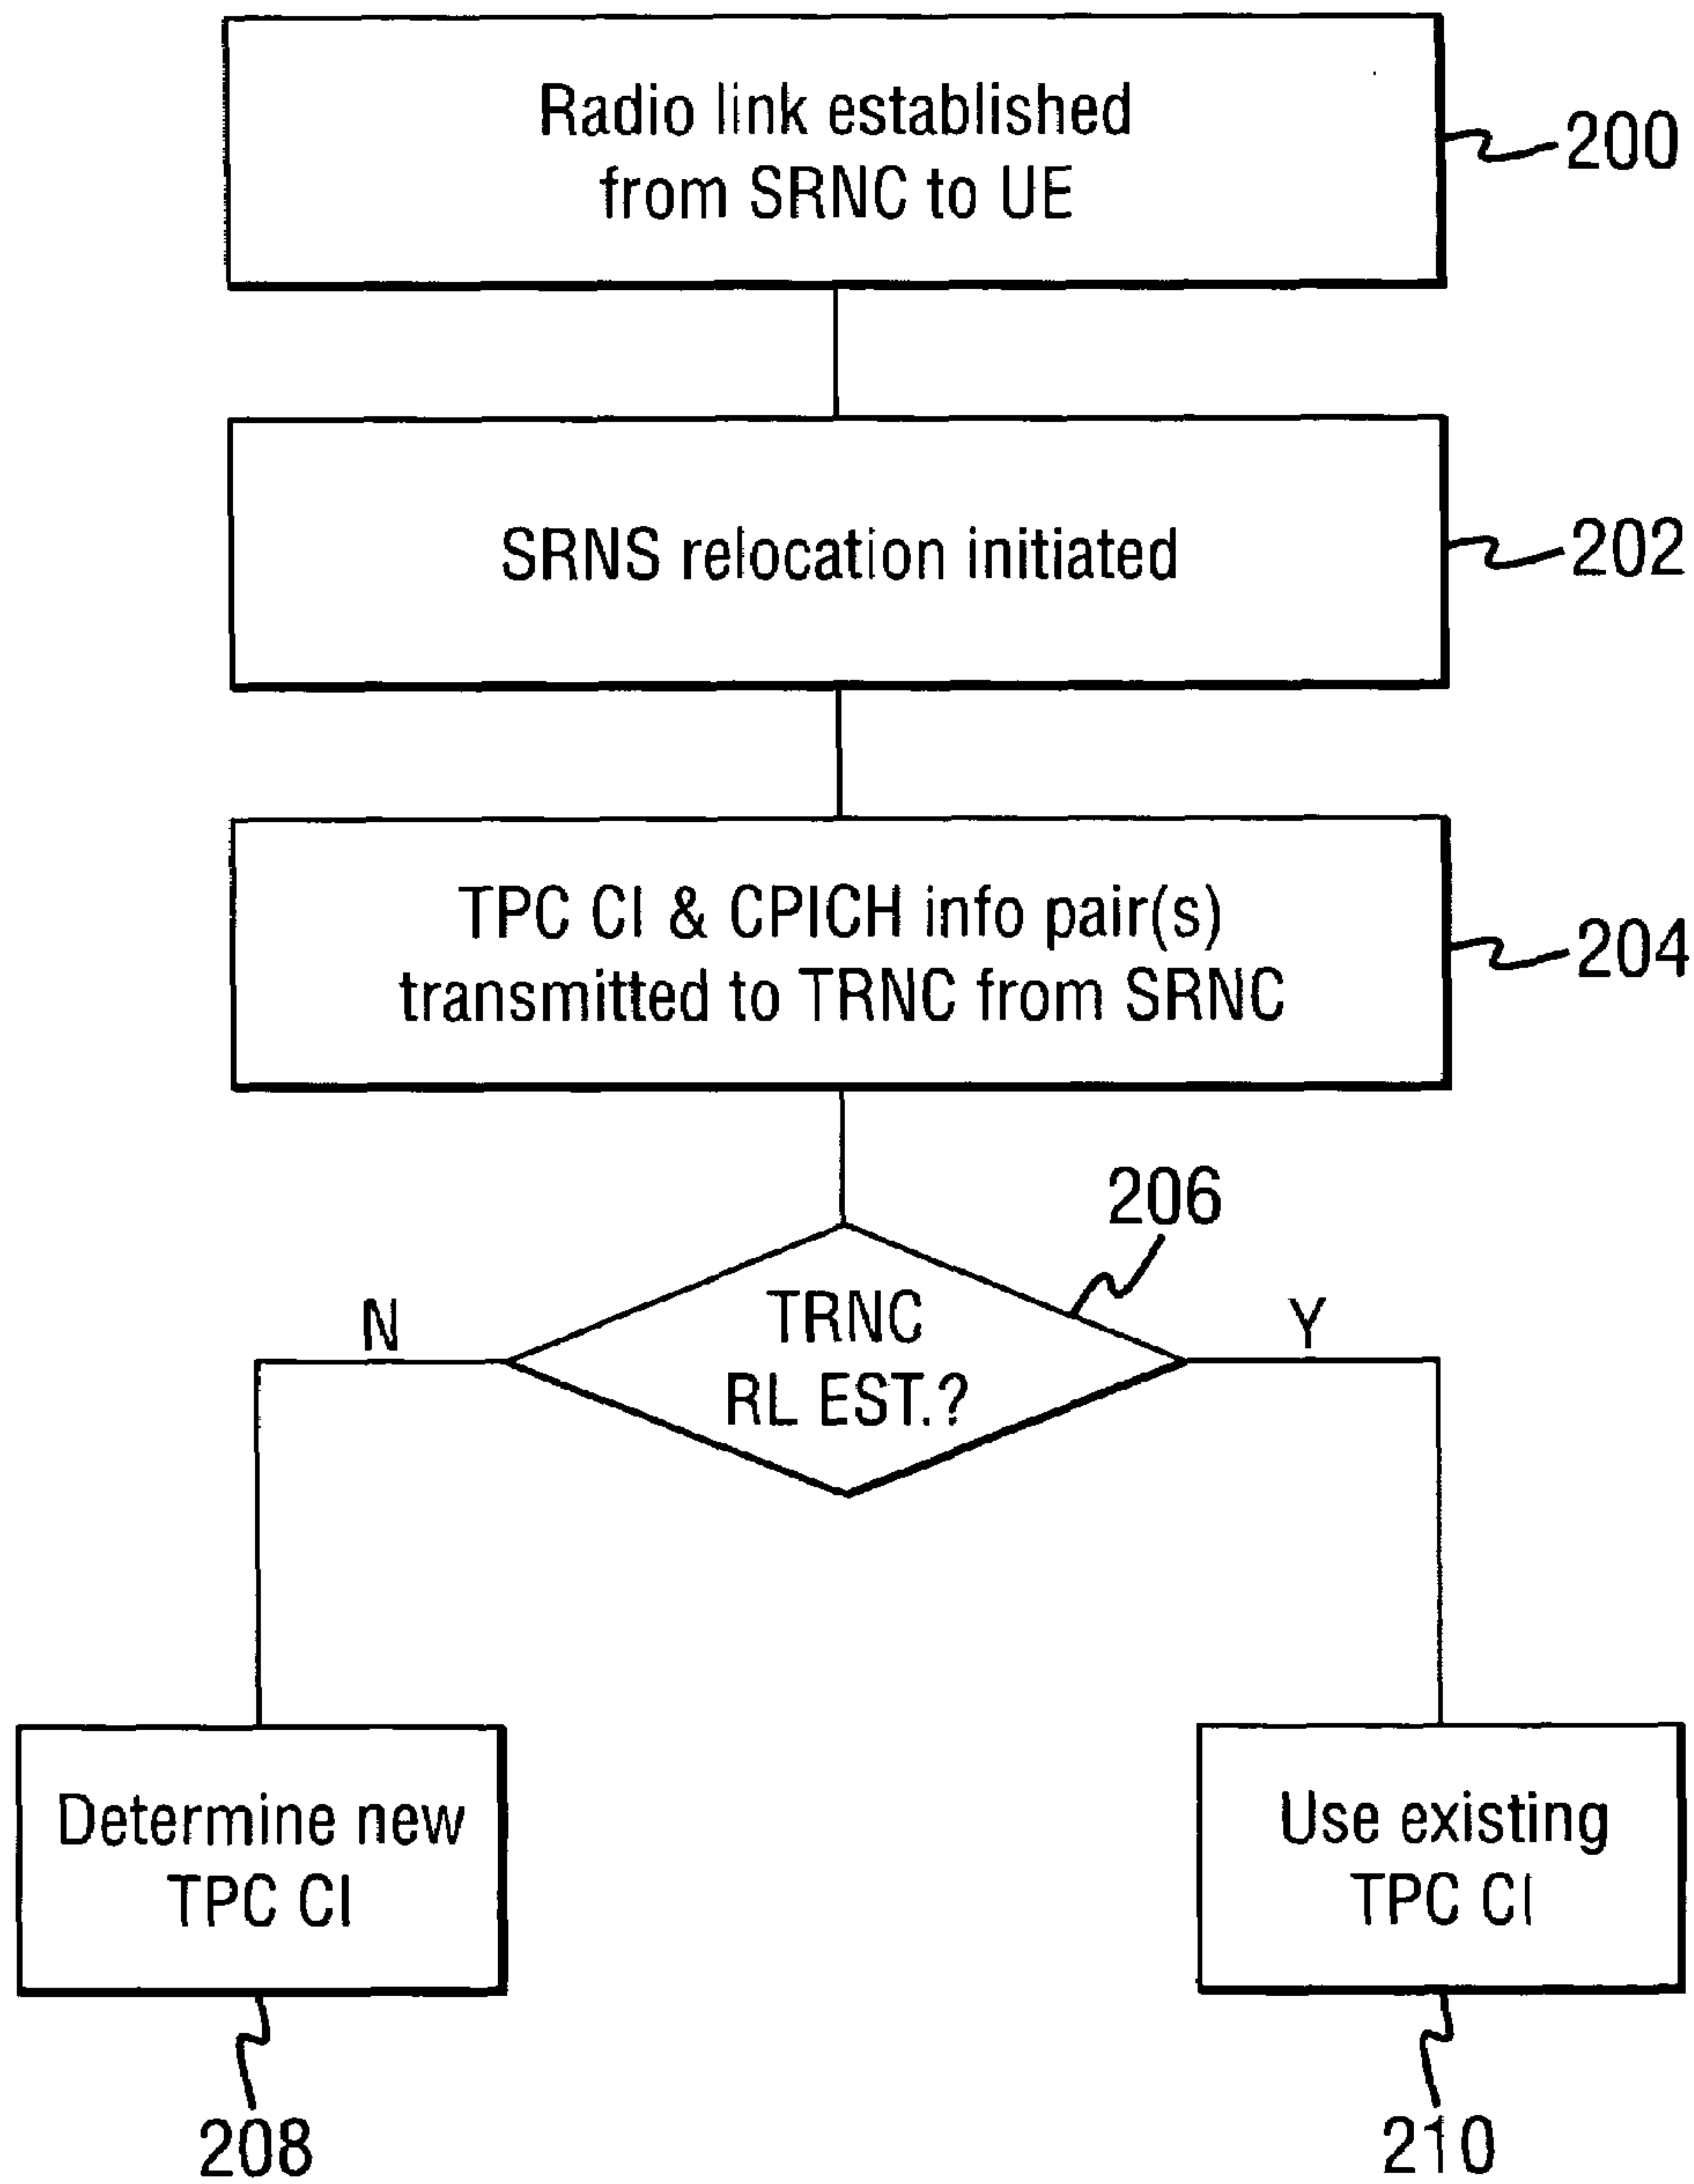 Radio link established
from SRNC to UE
200
SRNS relocation initiated
202
TPC CI & CPICH info pair(s)
transmitted to TRNC from SRNC
204
206
N
TRNC
RL EST.?
Y
Determine new
TPC CI
Use existing
TPC CI
208
210